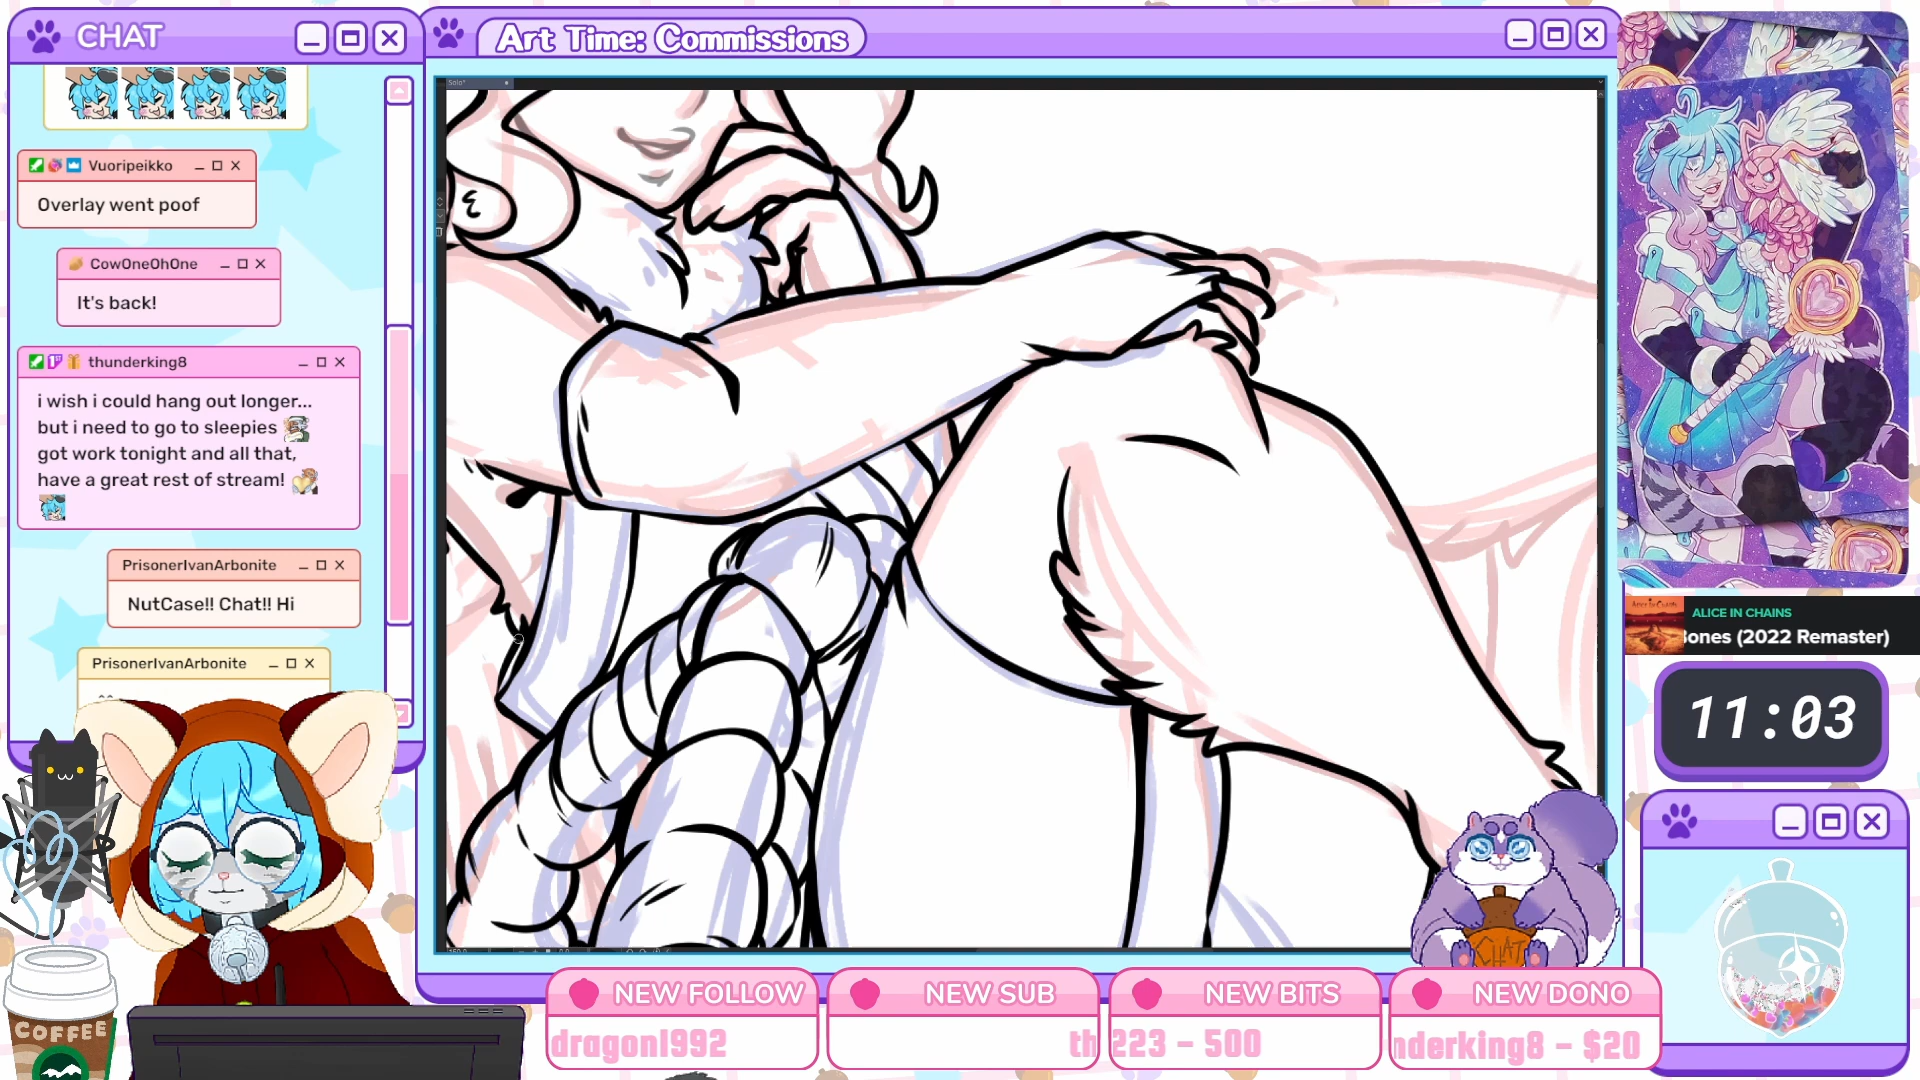 CHAT
Art Time: Commissions
Vuoripeikko
Overlay went poof
CowOneOhOne
It's back!
thunderking8
i wish i could hang out longer...
but i need to go to sleepies
got work tonight and all that,
have a great rest of stream!
PrisonerIvanArbonite
NutCase!! Chat!! Hi
PrisonerIvanArbonite
^^
ALICE IN CHAINS
Bones (2022 Remaster)
11:03
COFFEE
CHAT
NEW FOLLOW
dragon1992
NEW SUB
th
NEW BITS
223 - 500
NEW DONO
nderking8 - $20